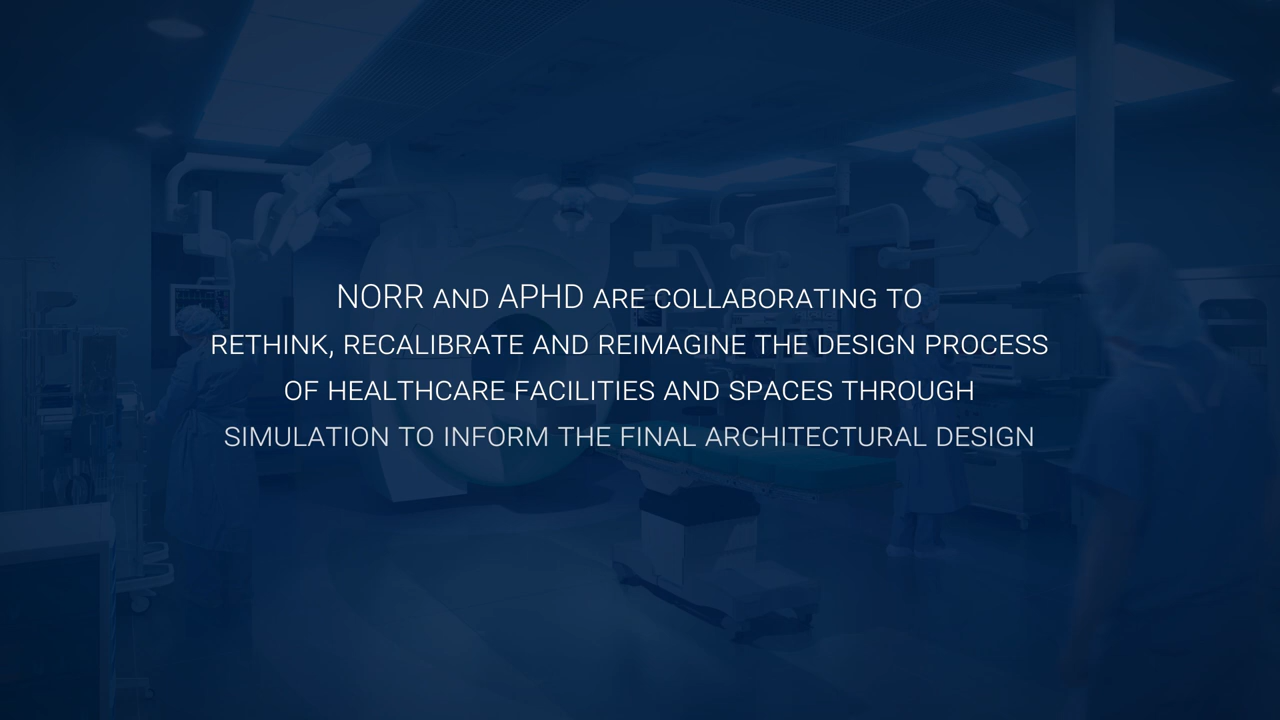 NORR AND APHD ARE COLLABORATING TO
RETHINK, RECALIBRATE AND REIMAGINE THE DESIGN PROCESS
OF HEALTHCARE FACILITIES AND SPACES THROUGH
SIMULATION TO INFORM THE FINAL ARCHITECTURAL DESIGN